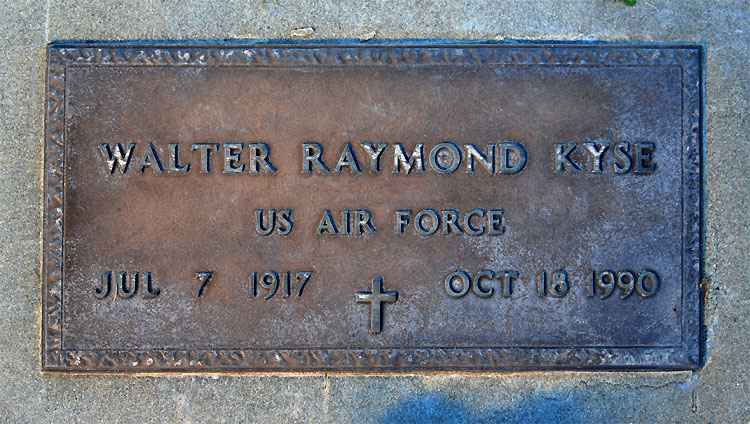 WALTER RAYMOND KYSE
US AIR FORCE
JUL 7 1917 OCT 18 1990